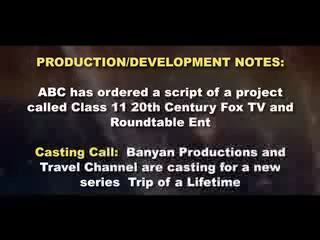 PRODUCTION/DEVELOPMENT NOTES:
ABC has ordered a script of a project
called Class 11 20th Century Fox TV and
Roundtable Ent
Casting Call: Banyan Productions and
Travel Channel are casting for a new
series Trip of a Lifetime